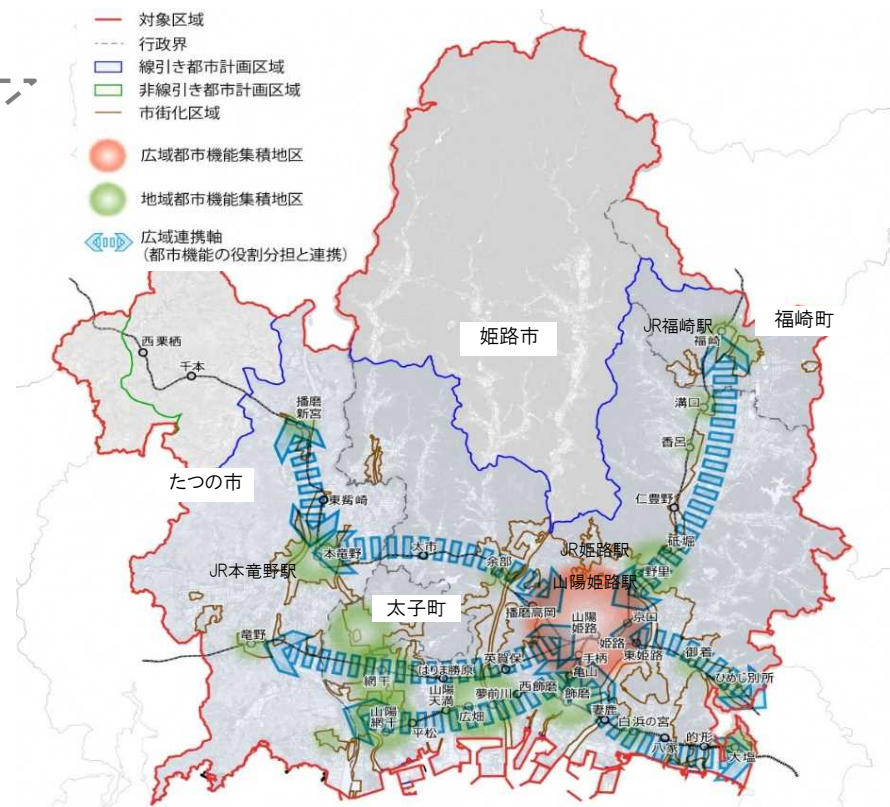 対象区域
行政界
線引き都市計画区域
非線引き都市計画区域
市街化区域
広域都市機能集積地区
地域都市機能集積地区
広域連携軸
(都市機能の役割分担と連携)
西栗栖
千本
播磨
新宮
たつの市
東觜崎
JR本竜野駅
本竜野
太市
余部
姫路市
JR福崎駅
福崎
福崎町
溝口
香呂
仁豊野
砥堀
野里
JR姫路駅
山陽姫路駅
播磨高岡
山陽
姫路
京口
姫路
東姫路
御着
ひめじ別所
太子町
竜野
網干
はりま勝原
英賀保
手柄
亀山
山陽
天満
山陽
網干
平松
広畑
夢前川
西飾磨
飾磨
妻鹿
白浜の宮
八家
的形
大塩